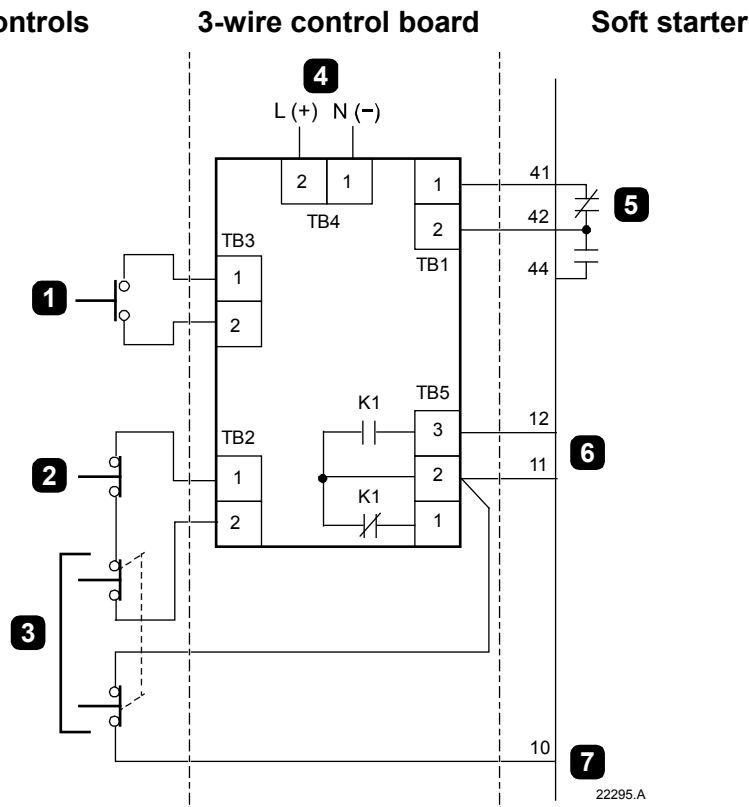 ontrols 3-wire control board Soft starter
4
L (+) N (−)
2 1 1 41
TB4 2 42 5
TB3 TB1 44
1 1
2
K1 TB5
3 12
TB2 6
2 1 2 11
K1
2 1
3
10 7
22295.A